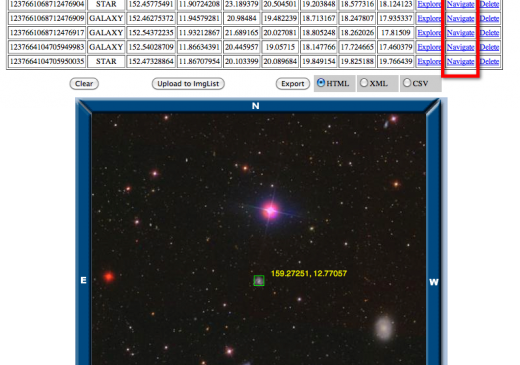 1237661068712476904 STAR 152.45775491 11.90724208 23.189379 20.504501 19.203848 18.577316 18.124123 Explore Navigate Delete
1237661068712476909 GALAXY 152.46275372 11.94579281 20.98484 19.482239 18.713167 18.247807 17.935337 Explore Navigate Delete
1237661068712476917 GALAXY 152.54372235 11.93212867 21.689165 20.027081 18.805248 18.262026 17.81509 Explore Navigate Delete
1237664104705949983 GALAXY 152.54028709 11.86634391 20.445957 19.05715 18.147766 17.724665 17.460379 Explore Navigate Delete
1237664104705950035 STAR 152.47328864 11.86707954 20.103399 20.089684 19.849154 19.825188 19.766439 Explore Navigate Delete
Clear Upload to ImgList Export HTML XML CSV
N
159.27251, 12.77057
E W